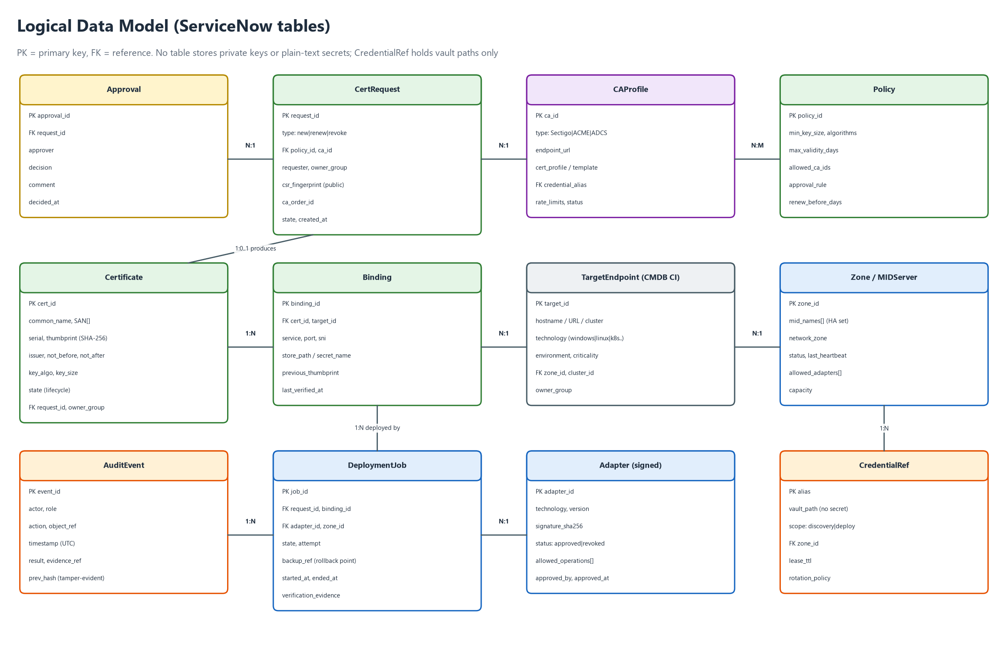 Logical Data Model (ServiceNow tables)
PK = primary key, FK = reference. No table stores private keys or plain-text secrets; CredentialRef holds vault paths only
Approval
PK approval_id
FK request_id
approver
decision
comment
decided_at
N:1
CertRequest
PK request_id
type: new|renew|revoke
FK policy_id, ca_id
requester, owner_group
csr_fingerprint (public)
ca_order_id
state, created_at
N:1
CAProfile
PK ca_id
type: Sectigo|ACME|ADCS
endpoint_url
cert_profile / template
FK credential_alias
rate_limits, status
N:M
Policy
PK policy_id
min_key_size, algorithms
max_validity_days
allowed_ca_ids
approval_rule
renew_before_days
1:0..1 produces
Certificate
PK cert_id
common_name, SAN[]
serial, thumbprint (SHA-256)
issuer, not_before, not_after
key_algo, key_size
state (lifecycle)
FK request_id, owner_group
1:N
Binding
PK binding_id
FK cert_id, target_id
service, port, sni
store_path / secret_name
previous_thumbprint
last_verified_at
N:1
TargetEndpoint (CMDB CI)
PK target_id
hostname / URL / cluster
technology (windows|linux|k8s..)
environment, criticality
FK zone_id, cluster_id
owner_group
N:1
Zone / MIDServer
PK zone_id
mid_names[] (HA set)
network_zone
status, last_heartbeat
allowed_adapters[]
capacity
1:N deployed by
1:N
AuditEvent
PK event_id
actor, role
action, object_ref
timestamp (UTC)
result, evidence_ref
prev_hash (tamper-evident)
1:N
DeploymentJob
PK job_id
FK request_id, binding_id
FK adapter_id, zone_id
state, attempt
backup_ref (rollback point)
started_at, ended_at
verification_evidence
N:1
Adapter (signed)
PK adapter_id
technology, version
signature_sha256
status: approved|revoked
allowed_operations[]
approved_by, approved_at
CredentialRef
PK alias
vault_path (no secret)
scope: discovery|deploy
FK zone_id
lease_ttl
rotation_policy